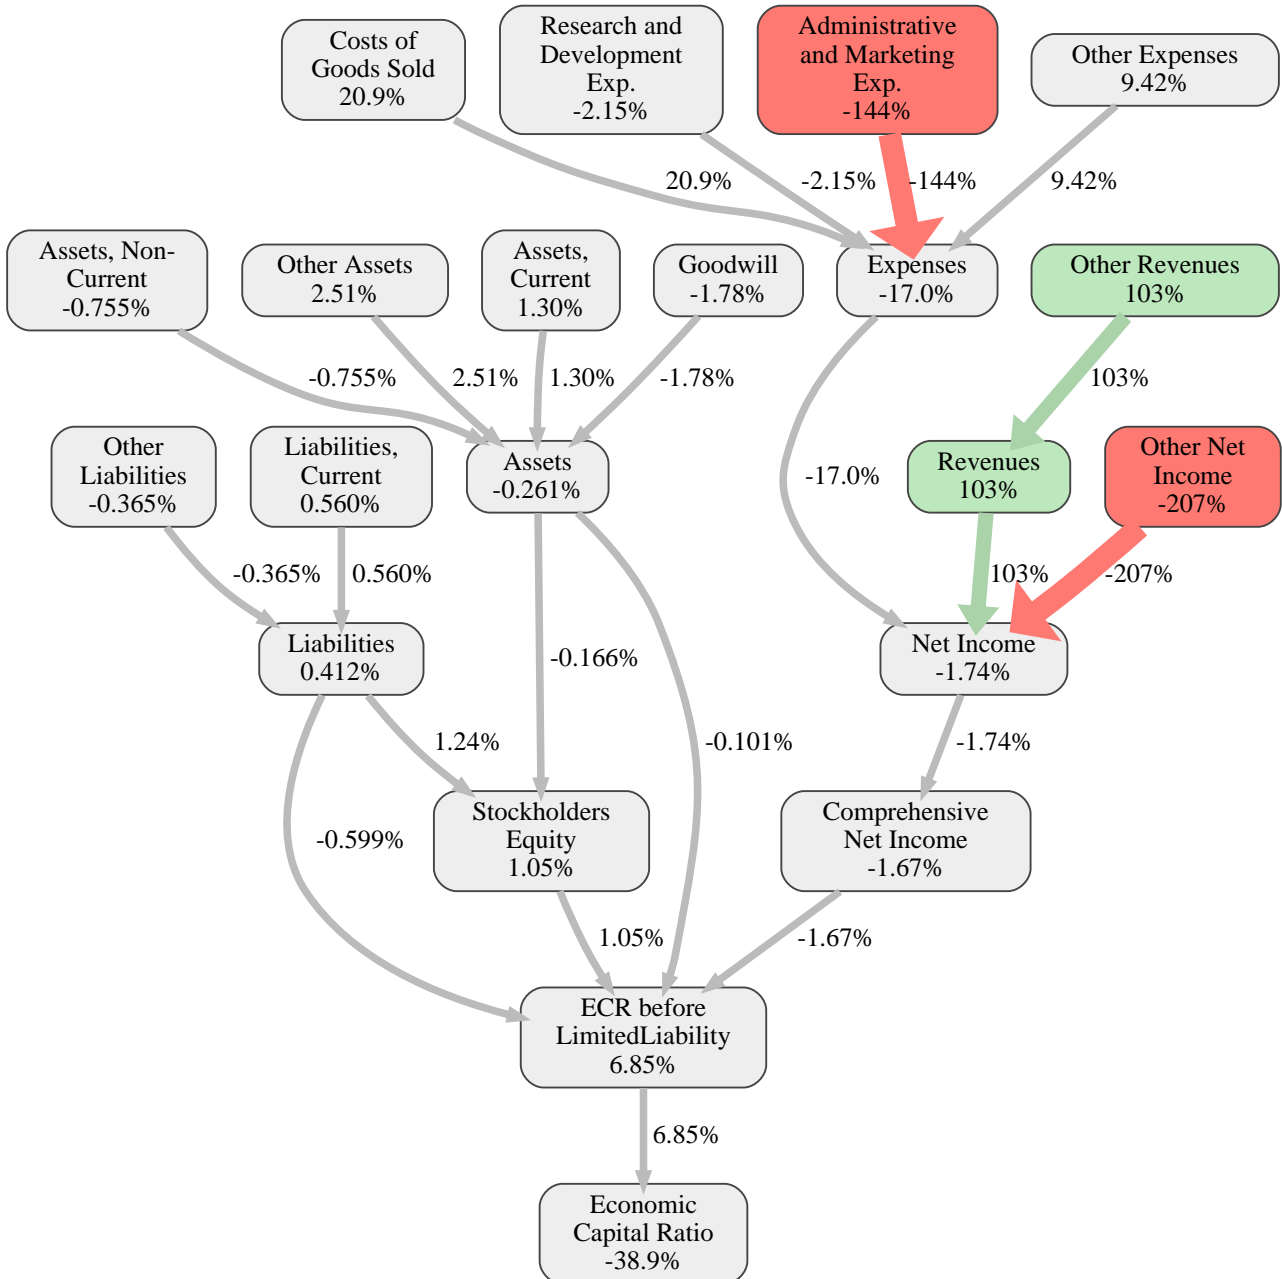 Costs of
Goods Sold
20.9%
Research and
Development
Exp.
-2.15%
Administrative
and Marketing
Exp.
-144%
Other Expenses
9.42%
20.9%
-2.15%
-144%
9.42%
Assets, Non-
Current
-0.755%
Other Assets
2.51%
Assets,
Current
1.30%
Goodwill
-1.78%
Expenses
-17.0%
Other Revenues
103%
-0.755%
2.51%
1.30%
-1.78%
103%
Other
Liabilities
-0.365%
Liabilities,
Current
0.560%
Assets
-0.261%
-17.0%
Revenues
103%
Other Net
Income
-207%
-0.365%
0.560%
103%
-207%
Liabilities
0.412%
-0.166%
Net Income
-1.74%
1.24%
-0.101%
-1.74%
-0.599%
Stockholders
Equity
1.05%
Comprehensive
Net Income
-1.67%
1.05%
-1.67%
ECR before
LimitedLiability
6.85%
6.85%
Economic
Capital Ratio
-38.9%